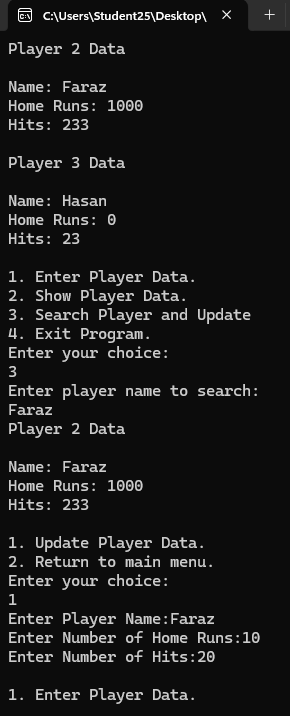 C:\Users\Student25\Desktop\
Player 2 Data
Name: Faraz
Home Runs: 1000
Hits: 233
Player 3 Data
Name: Hasan
Home Runs: 0
Hits: 23
1. Enter Player Data.
2. Show Player Data.
3. Search Player and Update
4. Exit Program.
Enter your choice:
3
Enter player name to search:
Faraz
Player 2 Data
Name: Faraz
Home Runs: 1000
Hits: 233
1. Update Player Data.
2. Return to main menu.
Enter your choice:
1
Enter Player Name:Faraz
Enter Number of Home Runs:10
Enter Number of Hits:20
1. Enter Player Data.